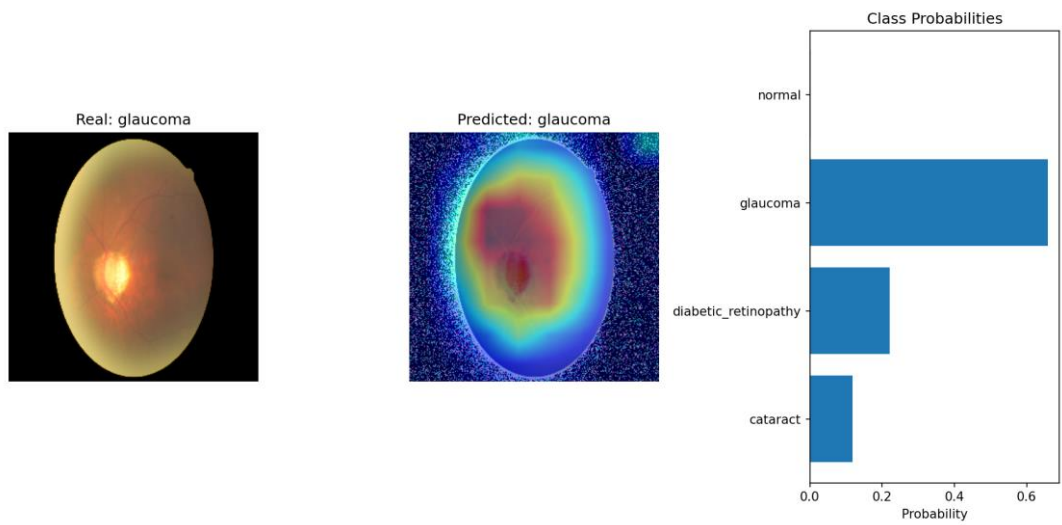 Real: glaucoma
Predicted: glaucoma
Class Probabilities
normal
glaucoma
diabetic_retinopathy
cataract
0.0 0.2 0.4 0.6
Probability